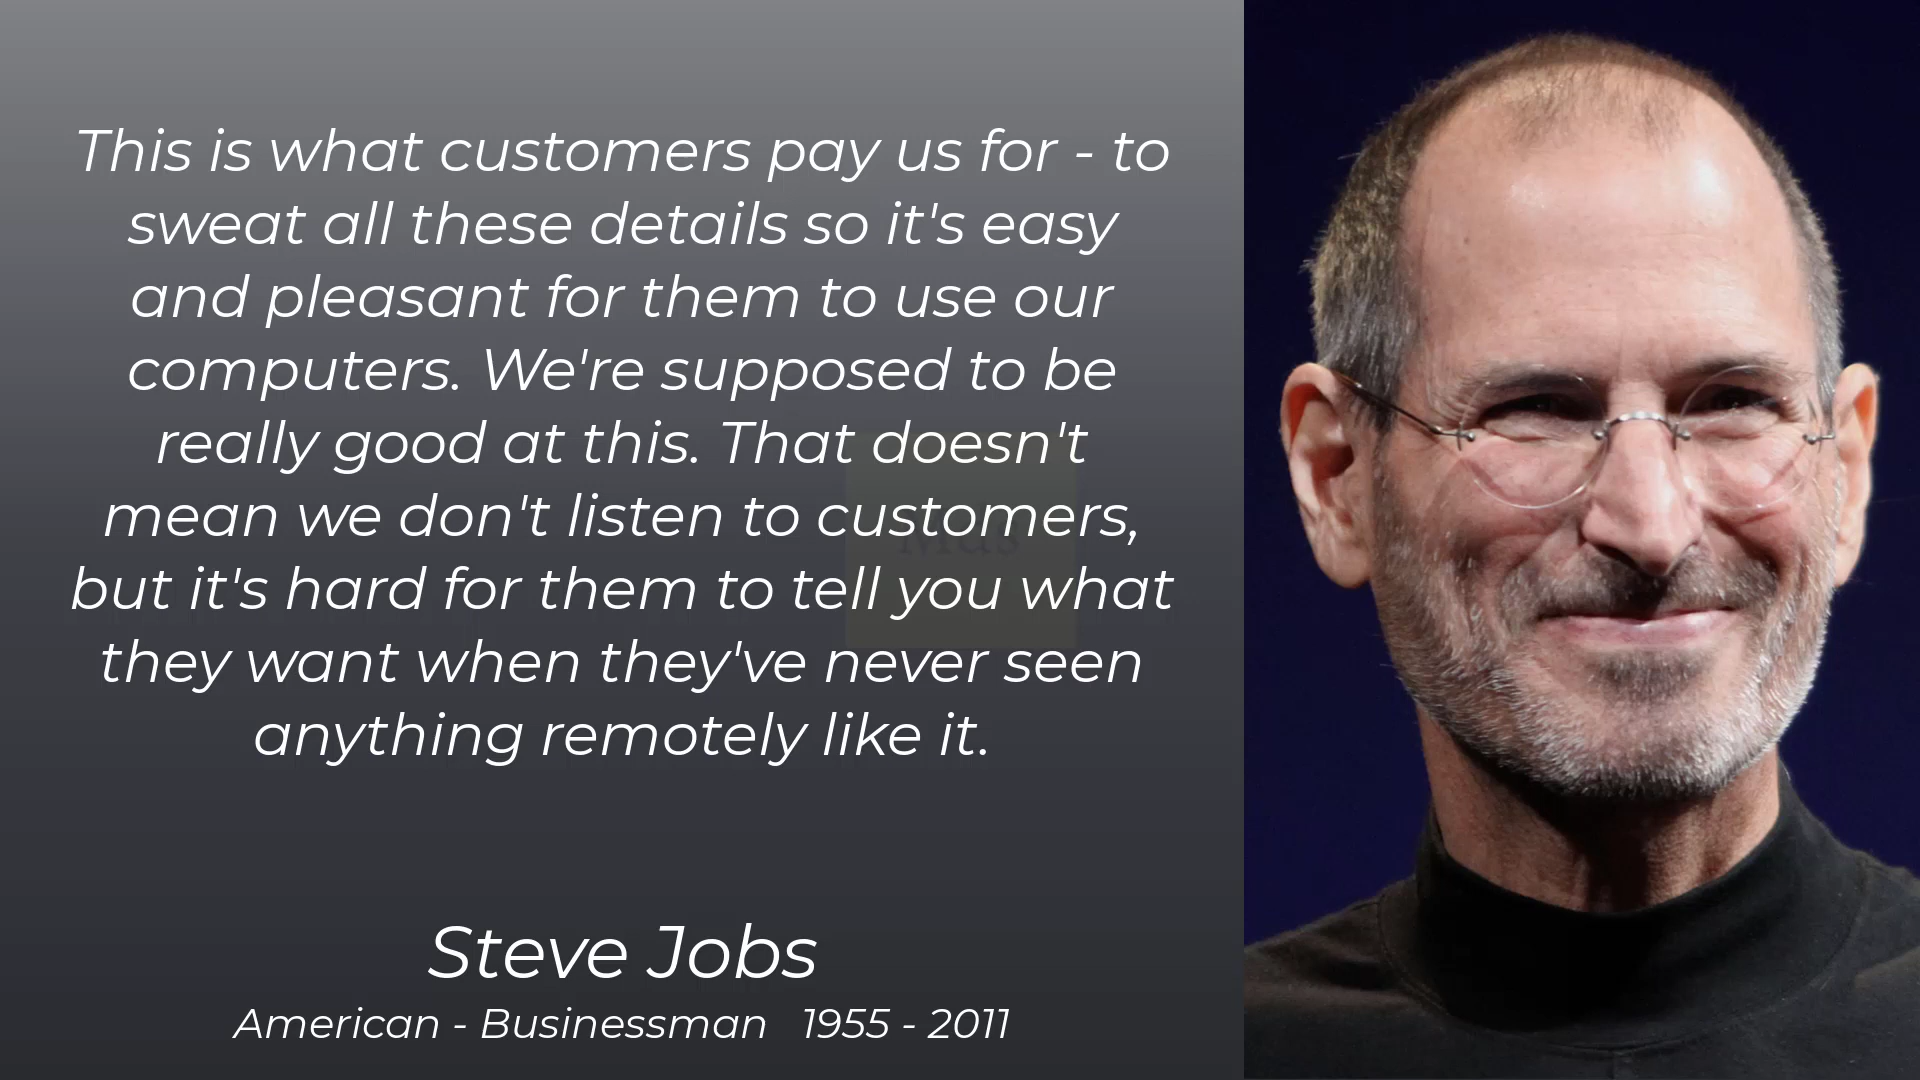 This is what customers pay us for - to
sweat all these details so it's easy
and pleasant for them to use our
computers. We're supposed to be
really good at this. That doesn't
mean we don't listen to customers,
but it's hard for them to tell you what
they want when they've never seen
anything remotely like it.
Steve Jobs
American - Businessman 1955 - 2011